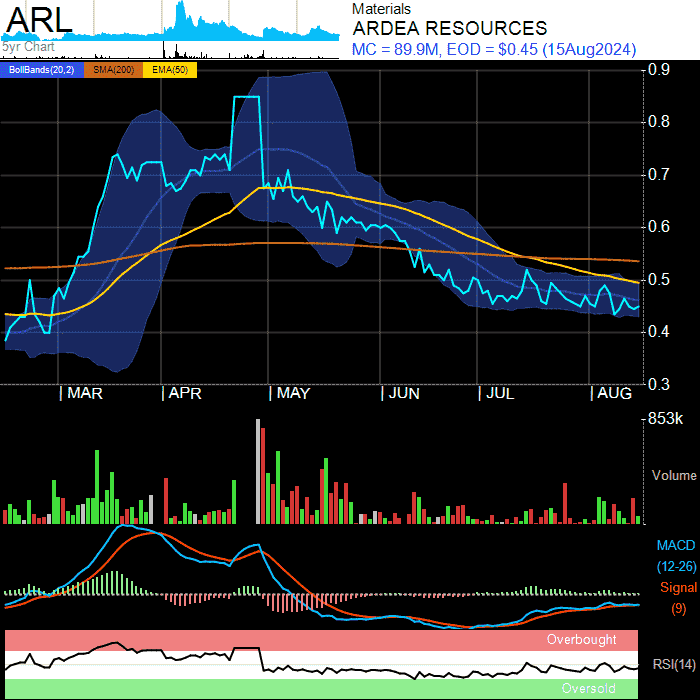 ARL
5yr Chart
Materials
ARDEA RESOURCES
MC = 89.9M, EOD = $0.45 (15Aug2024)
BollBands(20,2) SMA(200) EMA(50)
0.9
0.8
0.7
0.6
0.5
0.4
0.3
| MAR | APR | MAY | JUN | JUL | AUG
853k
Volume
MACD
(12-26)
Signal
(9)
Overbought
RSI(14)
Oversold